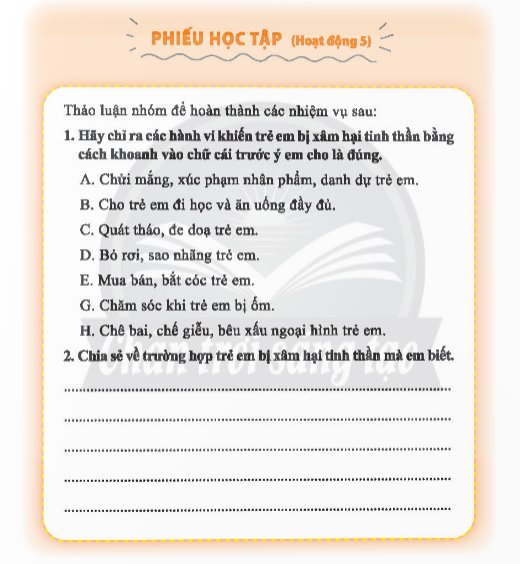 PHIẾU HỌC TẬP (Hoạt động 5)
Thảo luận nhóm để hoàn thành các nhiệm vụ sau:
1. Hãy chỉ ra các hành vi khiến trẻ em bị xâm hại tinh thần bằng
cách khoanh vào chữ cái trước ý em cho là đúng.
A. Chửi mắng, xúc phạm nhân phẩm, danh dự trẻ em.
B. Cho trẻ em đi học và ăn uống đầy đủ.
C. Quát tháo, đe doạ trẻ em.
D. Bỏ rơi, sao nhãng trẻ em.
E. Mua bán, bắt cóc trẻ em.
G. Chăm sóc khi trẻ em bị ốm.
H. Chê bai, chế giễu, bêu xấu ngoại hình trẻ em.
Chân trời sáng tạo
2. Chia sẻ về trường hợp trẻ em bị xâm hại tinh thần mà em biết.